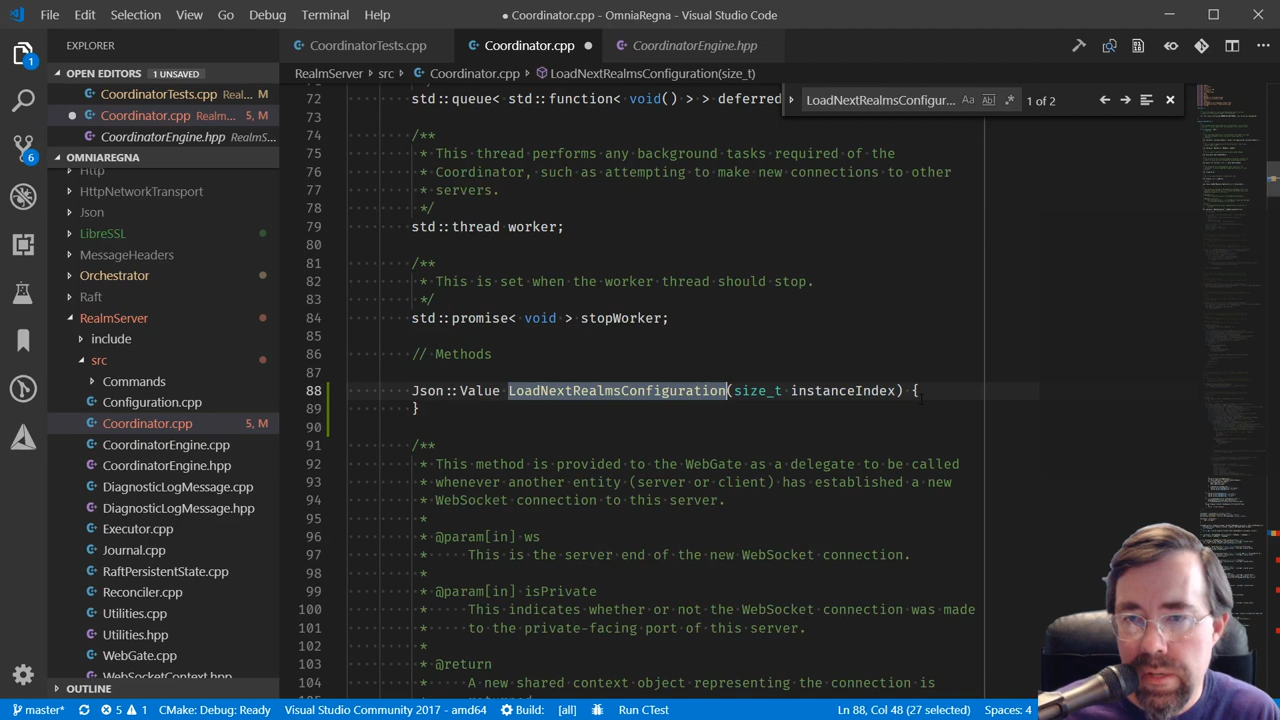 File Edit Selection View Go Debug Terminal Help
● Coordinator.cpp - OmniaRegna - Visual Studio Code
EXPLORER
CoordinatorTests.cpp Coordinator.cpp ● CoordinatorEngine.hpp
RealmServer › src › Coordinator.cpp › LoadNextRealmsConfiguration(size_t)
OPEN EDITORS 1 UNSAVED
CoordinatorTests.cpp Real...
● Coordinator.cpp Realm... 5, M
CoordinatorEngine.hpp RealmS...
OMNIAREGNA
Http
HttpNetworkTransport
Json
LibreSSL
MessageHeaders
Orchestrator
Raft
RealmServer
include
src
Commands
Configuration.cpp
Coordinator.cpp 5, M
CoordinatorEngine.cpp
CoordinatorEngine.hpp
DiagnosticLogMessage.cpp
DiagnosticLogMessage.hpp
Executor.cpp
Journal.cpp
RaftPersistentState.cpp
Reconciler.cpp
Utilities.cpp
Utilities.hpp
WebGate.cpp
WebSocketContext.hpp
OUTLINE
1
6
LoadNextRealmsConfigur... Aa Abl .* 1 of 2
72 std::queue< std::function< void() > > deferred
73
74 /**
75 * This thread performs any background tasks required of the
76 * coordinator, such as attempting to make new connections to other
77 * servers.
78 */
79 std::thread worker;
80
81 /**
82 * This is set when the worker thread should stop.
83 */
84 std::promise< void > stopWorker;
85
86 // Methods
87
88 Json::Value LoadNextRealmsConfiguration(size_t instanceIndex) {
89 }
90
91 /**
92 * This method is provided to the WebGate as a delegate to be called
93 * whenever another entity (server or client) has established a new
94 * WebSocket connection to this server.
95 *
96 * @param[in] ws
97 * This is the server end of the new WebSocket connection.
98 *
99 * @param[in] isPrivate
100 * This indicates whether or not the WebSocket connection was made
101 * to the private-facing port of this server.
102 *
103 * @return
104 * A new shared context object representing the connection is
master* 5 1 CMake: Debug: Ready Visual Studio Community 2017 - amd64 Build: [all] Run CTest Ln 88, Col 48 (27 selected) Spaces: 4